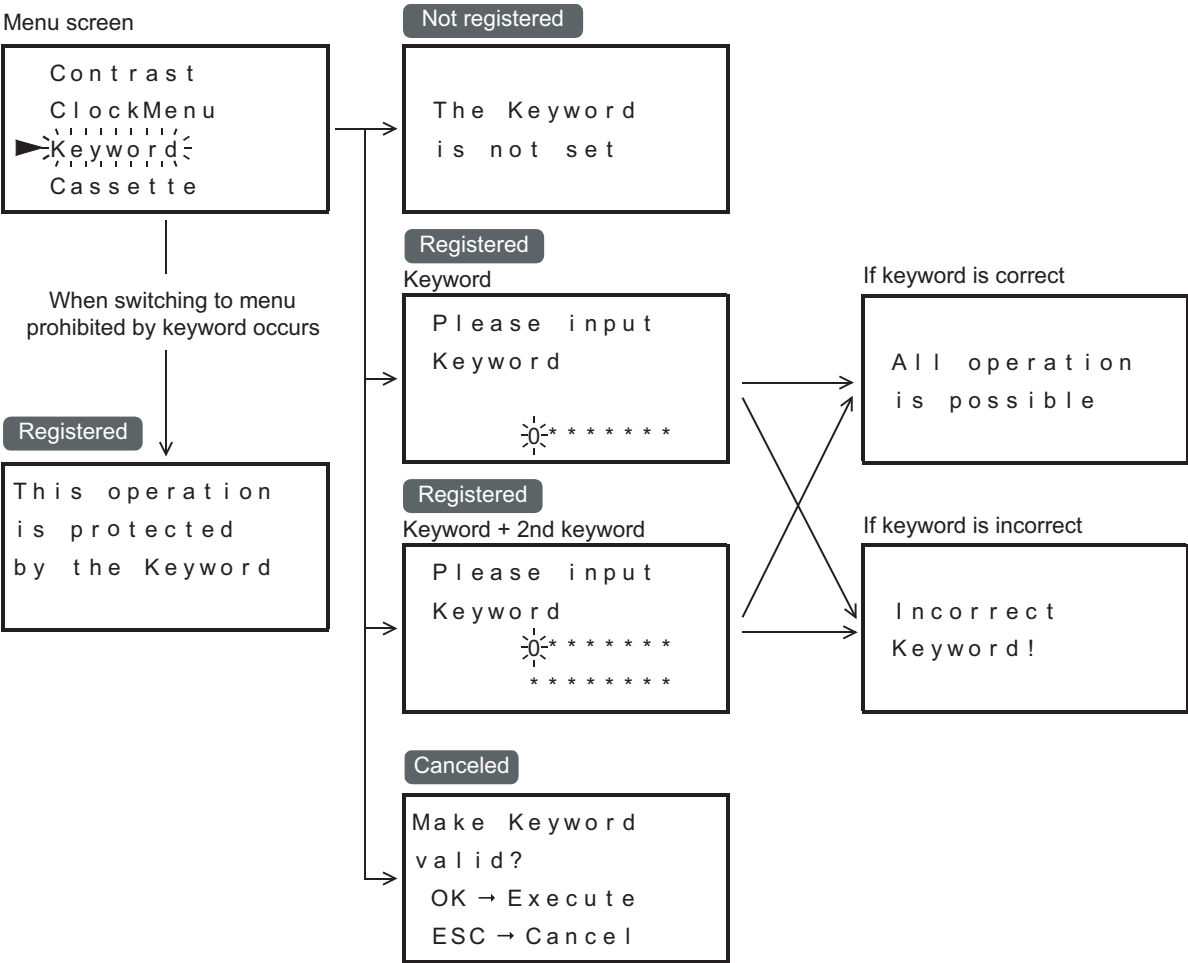 Menu screen
Contrast
ClockMenu
Keyword
Cassette
When switching to menu
prohibited by keyword occurs
Registered
This operation
is protected
by the Keyword
Not registered
The Keyword
is not set
Registered
Keyword
Please input
Keyword
0*******
Registered
Keyword + 2nd keyword
Please input
Keyword
0*******
********
Canceled
Make Keyword
valid?
OK → Execute
ESC → Cancel
If keyword is correct
All operation
is possible
If keyword is incorrect
Incorrect
Keyword!